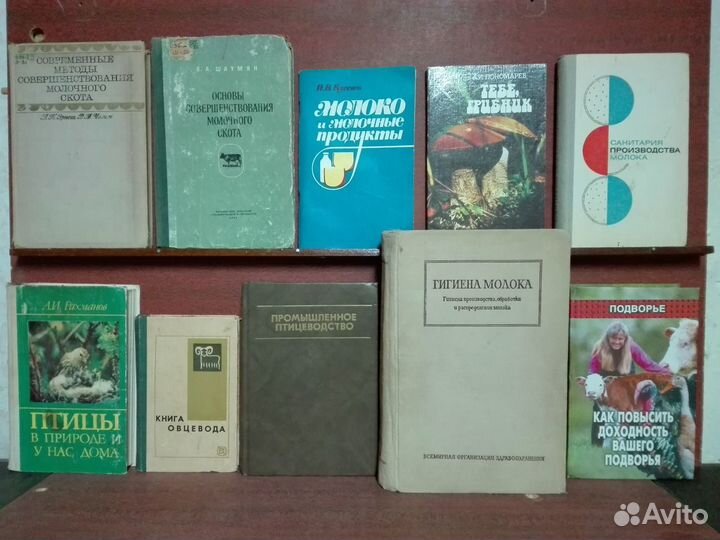 СОВРЕМЕННЫЕ
МЕТОДЫ
СОВЕРШЕНСТВОВАНИЯ
МОЛОЧНОГО
СКОТА
ШАУМЯН
ОСНОВЫ
СОВЕРШЕНСТВОВАНИЯ
МОЛОЧНОГО
СКОТА
МОЛОКО
и молочные
продукты
ПОНОМАРЕВ
ТЕБЕ,
ГРИБНИК
САНИТАРИЯ
ПРОИЗВОДСТВА
МОЛОКА
А.И. Рахманов
ПТИЦЫ
В ПРИРОДЕ И
У НАС ДОМА
КНИГА
ОВЦЕВОДА
ПРОМЫШЛЕННОЕ
ПТИЦЕВОДСТВО
ГИГИЕНА МОЛОКА
Гигиена производства, обработки
и распределения молока
ВСЕМИРНАЯ ОРГАНИЗАЦИЯ ЗДРАВООХРАНЕНИЯ
ПОДВОРЬЕ
КАК ПОВЫСИТЬ
ДОХОДНОСТЬ
ВАШЕГО
ПОДВОРЬЯ
Avito